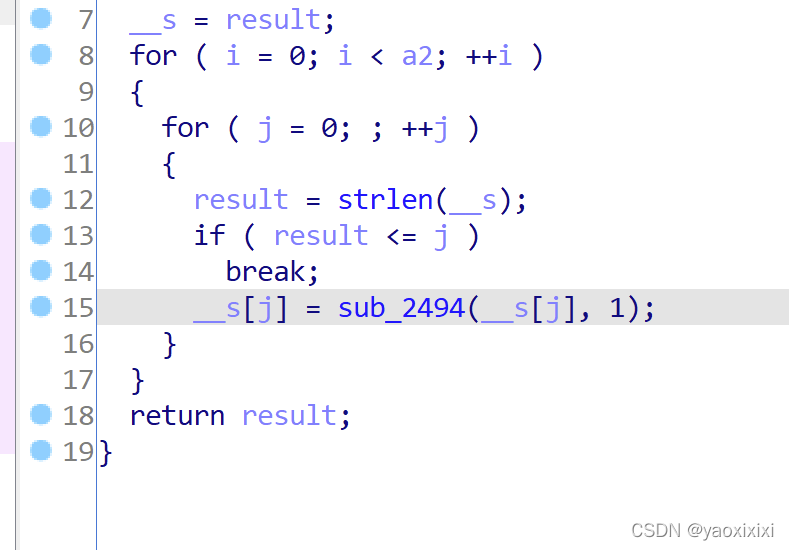 7 __s = result;
8 for ( i = 0; i < a2; ++i )
9 {
10 for ( j = 0; ; ++j )
11 {
12 result = strlen(__s);
13 if ( result <= j )
14 break;
15 __s[j] = sub_2494(__s[j], 1);
16 }
17 }
18 return result;
19 }
CSDN @yaoxixixi